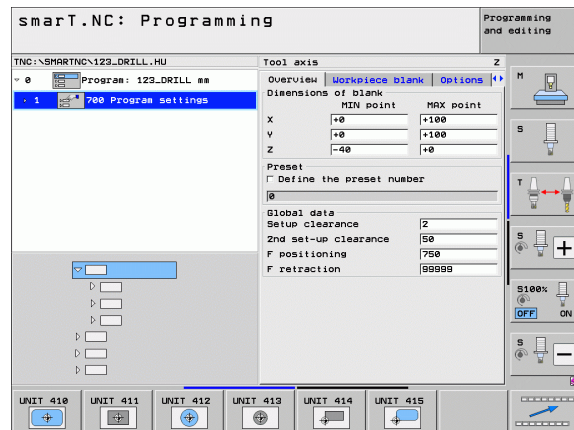 smarT.NC: Programming
Programming and editing
TNC:\SMARTNC\123_DRILL.HU
0 Program: 123_DRILL mm
1 700 Program settings
Tool axis Z
Overview Workpiece blank Options
Dimensions of blank
MIN point MAX point
X +0 +100
Y +0 +100
Z -40 +0
Preset
Define the preset number
0
Global data
Setup clearance 2
2nd set-up clearance 50
F positioning 750
F retraction 99999
M
S
T
S
S100%
OFF ON
S
UNIT 410 UNIT 411 UNIT 412 UNIT 413 UNIT 414 UNIT 415